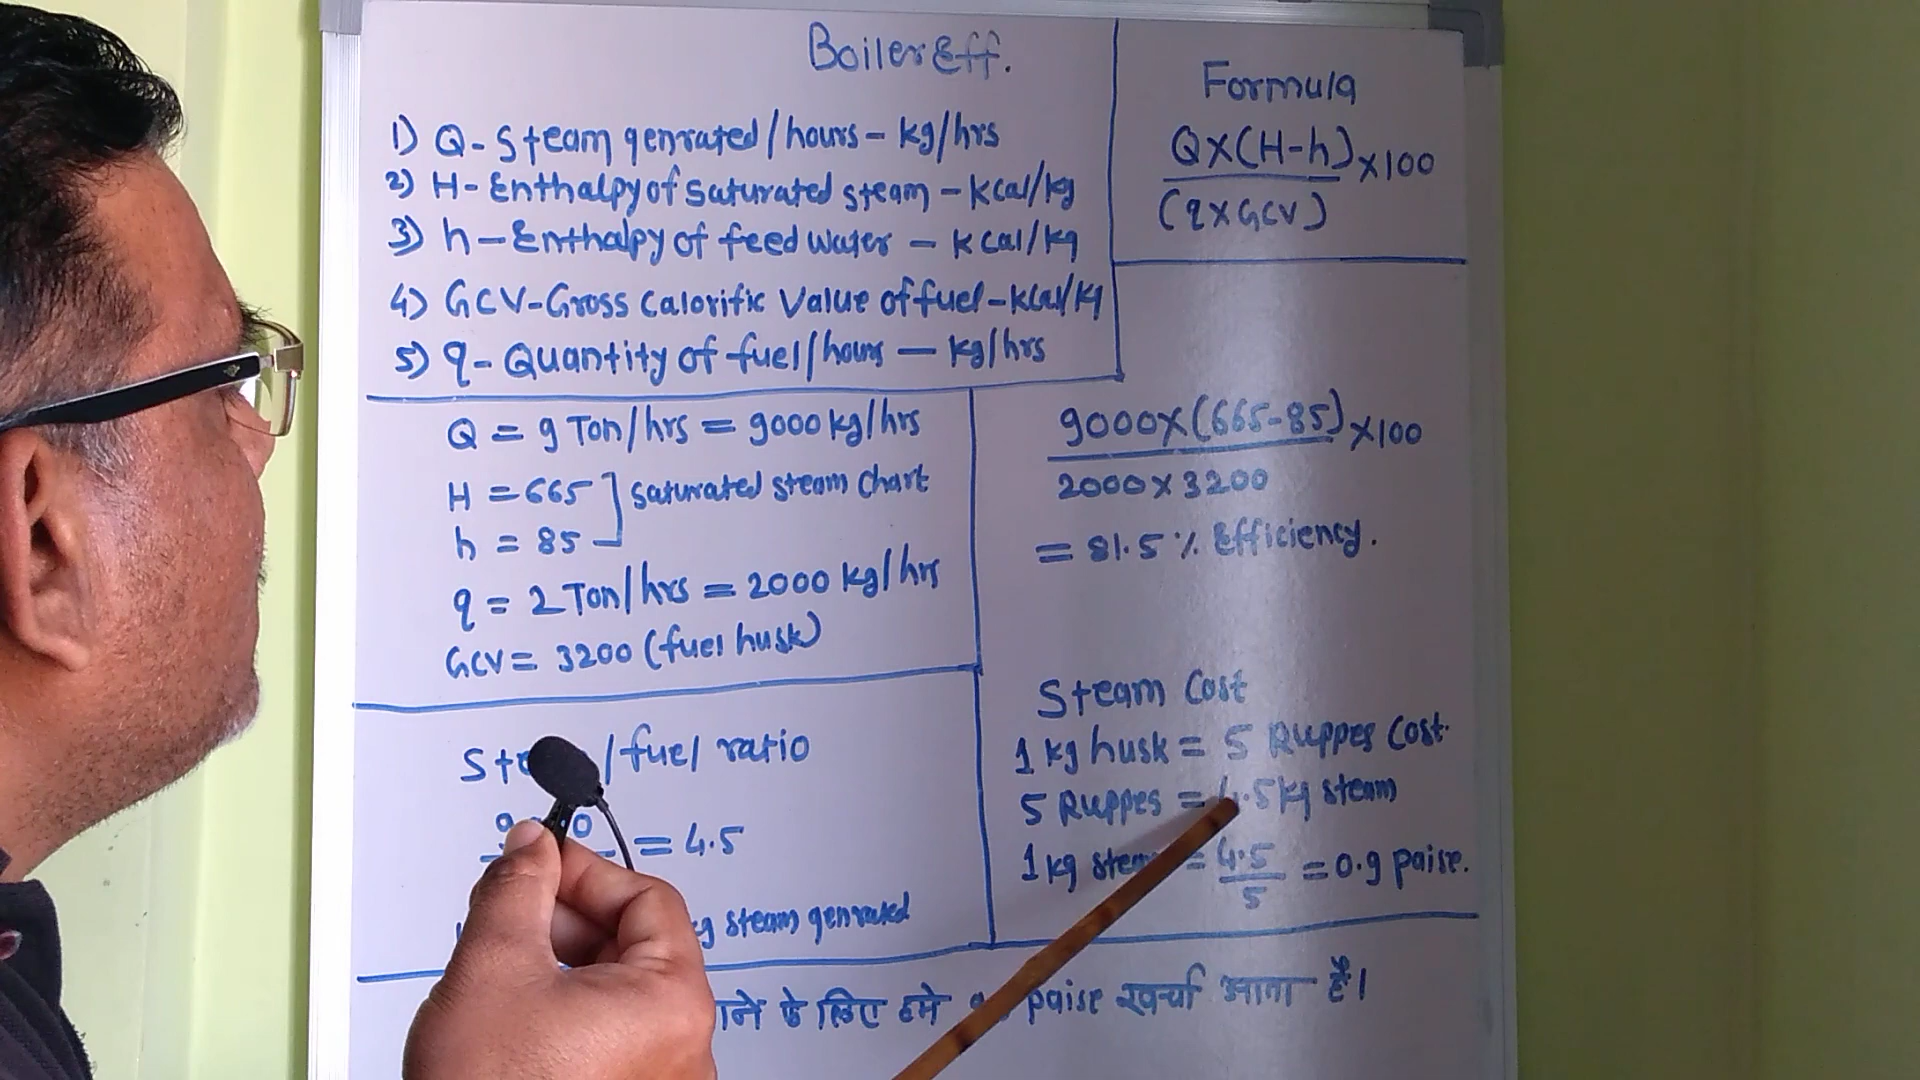 Boiler Eff.
1) Q - Steam genrated/hours - kg/hrs
2) H - Enthalpy of saturated steam - kcal/kg
3) h - Enthalpy of feed water - kcal/kg
4) GCV - Gross Calorific Value of fuel - kcal/kg
5) q - Quantity of fuel/hours - kg/hrs
Formula
Q×(H-h) ×100
(q×GCV)
Q = 9 Ton/hrs = 9000 kg/hrs
H = 665 ] saturated steam chart
h = 85
q = 2 Ton/hrs = 2000 kg/hrs
GCV = 3200 (fuel husk)
9000×(665-85) ×100
2000×3200
= 81.5 % Efficiency.
/fuel ratio
= 4.5
steam genrated
Steam Cost
1 kg husk = 5 Ruppes Cost.
5 Ruppes = 4.5 kg steam
1 kg = 4.5 = 0.9 paise.
5
के लिए हमे paise खर्चा आता है।